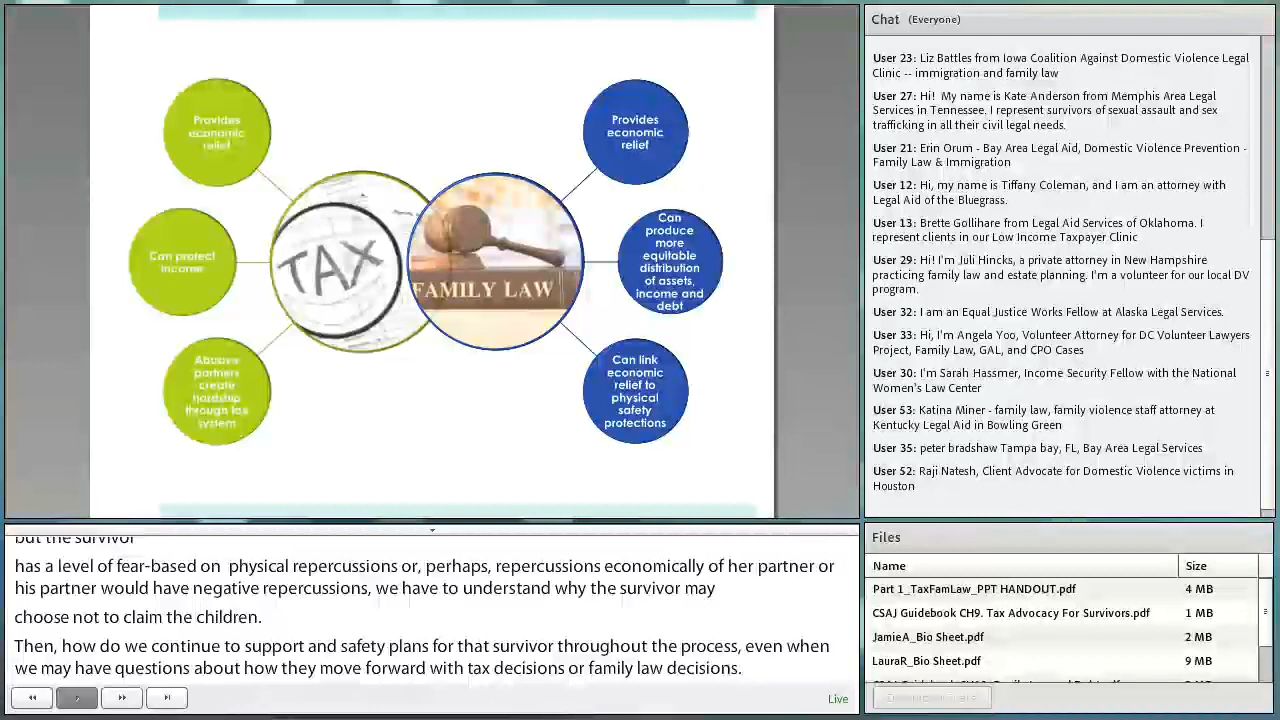 Provides
economic
relief
Can protect
income
Abusive
partners
create
hardship
through tax
system
TAX
FAMILY LAW
Provides
economic
relief
Can
produce
more
equitable
distribution
of assets,
income and
debt
Can link
economic
relief to
physical
safety
protections
but the survivor
has a level of fear-based on  physical repercussions or, perhaps, repercussions economically of her partner or
his partner would have negative repercussions, we have to understand why the survivor may
choose not to claim the children.
Then, how do we continue to support and safety plans for that survivor throughout the process, even when
we may have questions about how they move forward with tax decisions or family law decisions.
Live
Chat (Everyone)
User 23: Liz Battles from Iowa Coalition Against Domestic Violence Legal
Clinic -- immigration and family law
User 27: Hi!  My name is Kate Anderson from Memphis Area Legal
Services in Tennessee. I represent survivors of sexual assault and sex
trafficking in all their civil legal needs.
User 21: Erin Orum - Bay Area Legal Aid, Domestic Violence Prevention -
Family Law & Immigration
User 12: Hi, my name is Tiffany Coleman, and I am an attorney with
Legal Aid of the Bluegrass.
User 13: Brette Gollihare from Legal Aid Services of Oklahoma. I
represent clients in our Low Income Taxpayer Clinic
User 29: Hi! I'm Juli Hincks, a private attorney in New Hampshire
practicing family law and estate planning. I'm volunteer for our local DV
program.
User 32: I am an Equal Justice Works Fellow at Alaska Legal Services.
User 33: Hi, I'm Angela Yoo, Volunteer Attorney for DC Volunteer Lawyers
Project, Family Law, GAL, and CPO Cases
User 30: I'm Sarah Hassmer, Income Security Fellow with the National
Women's Law Center
User 53: Katina Miner - family law, family violence staff attorney at
Kentucky Legal Aid in Bowling Green
User 35: peter bradshaw Tampa bay, FL, Bay Area Legal Services
User 52: Raji Natesh, Client Advocate for Domestic Violence victims in
Houston
Files
Name Size
Part 1_TaxFamLaw_PPT HANDOUT.pdf 4 MB
CSAJ Guidebook CH9. Tax Advocacy For Survivors.pdf 1 MB
JamieA_Bio Sheet.pdf 2 MB
LauraR_Bio Sheet.pdf 9 MB